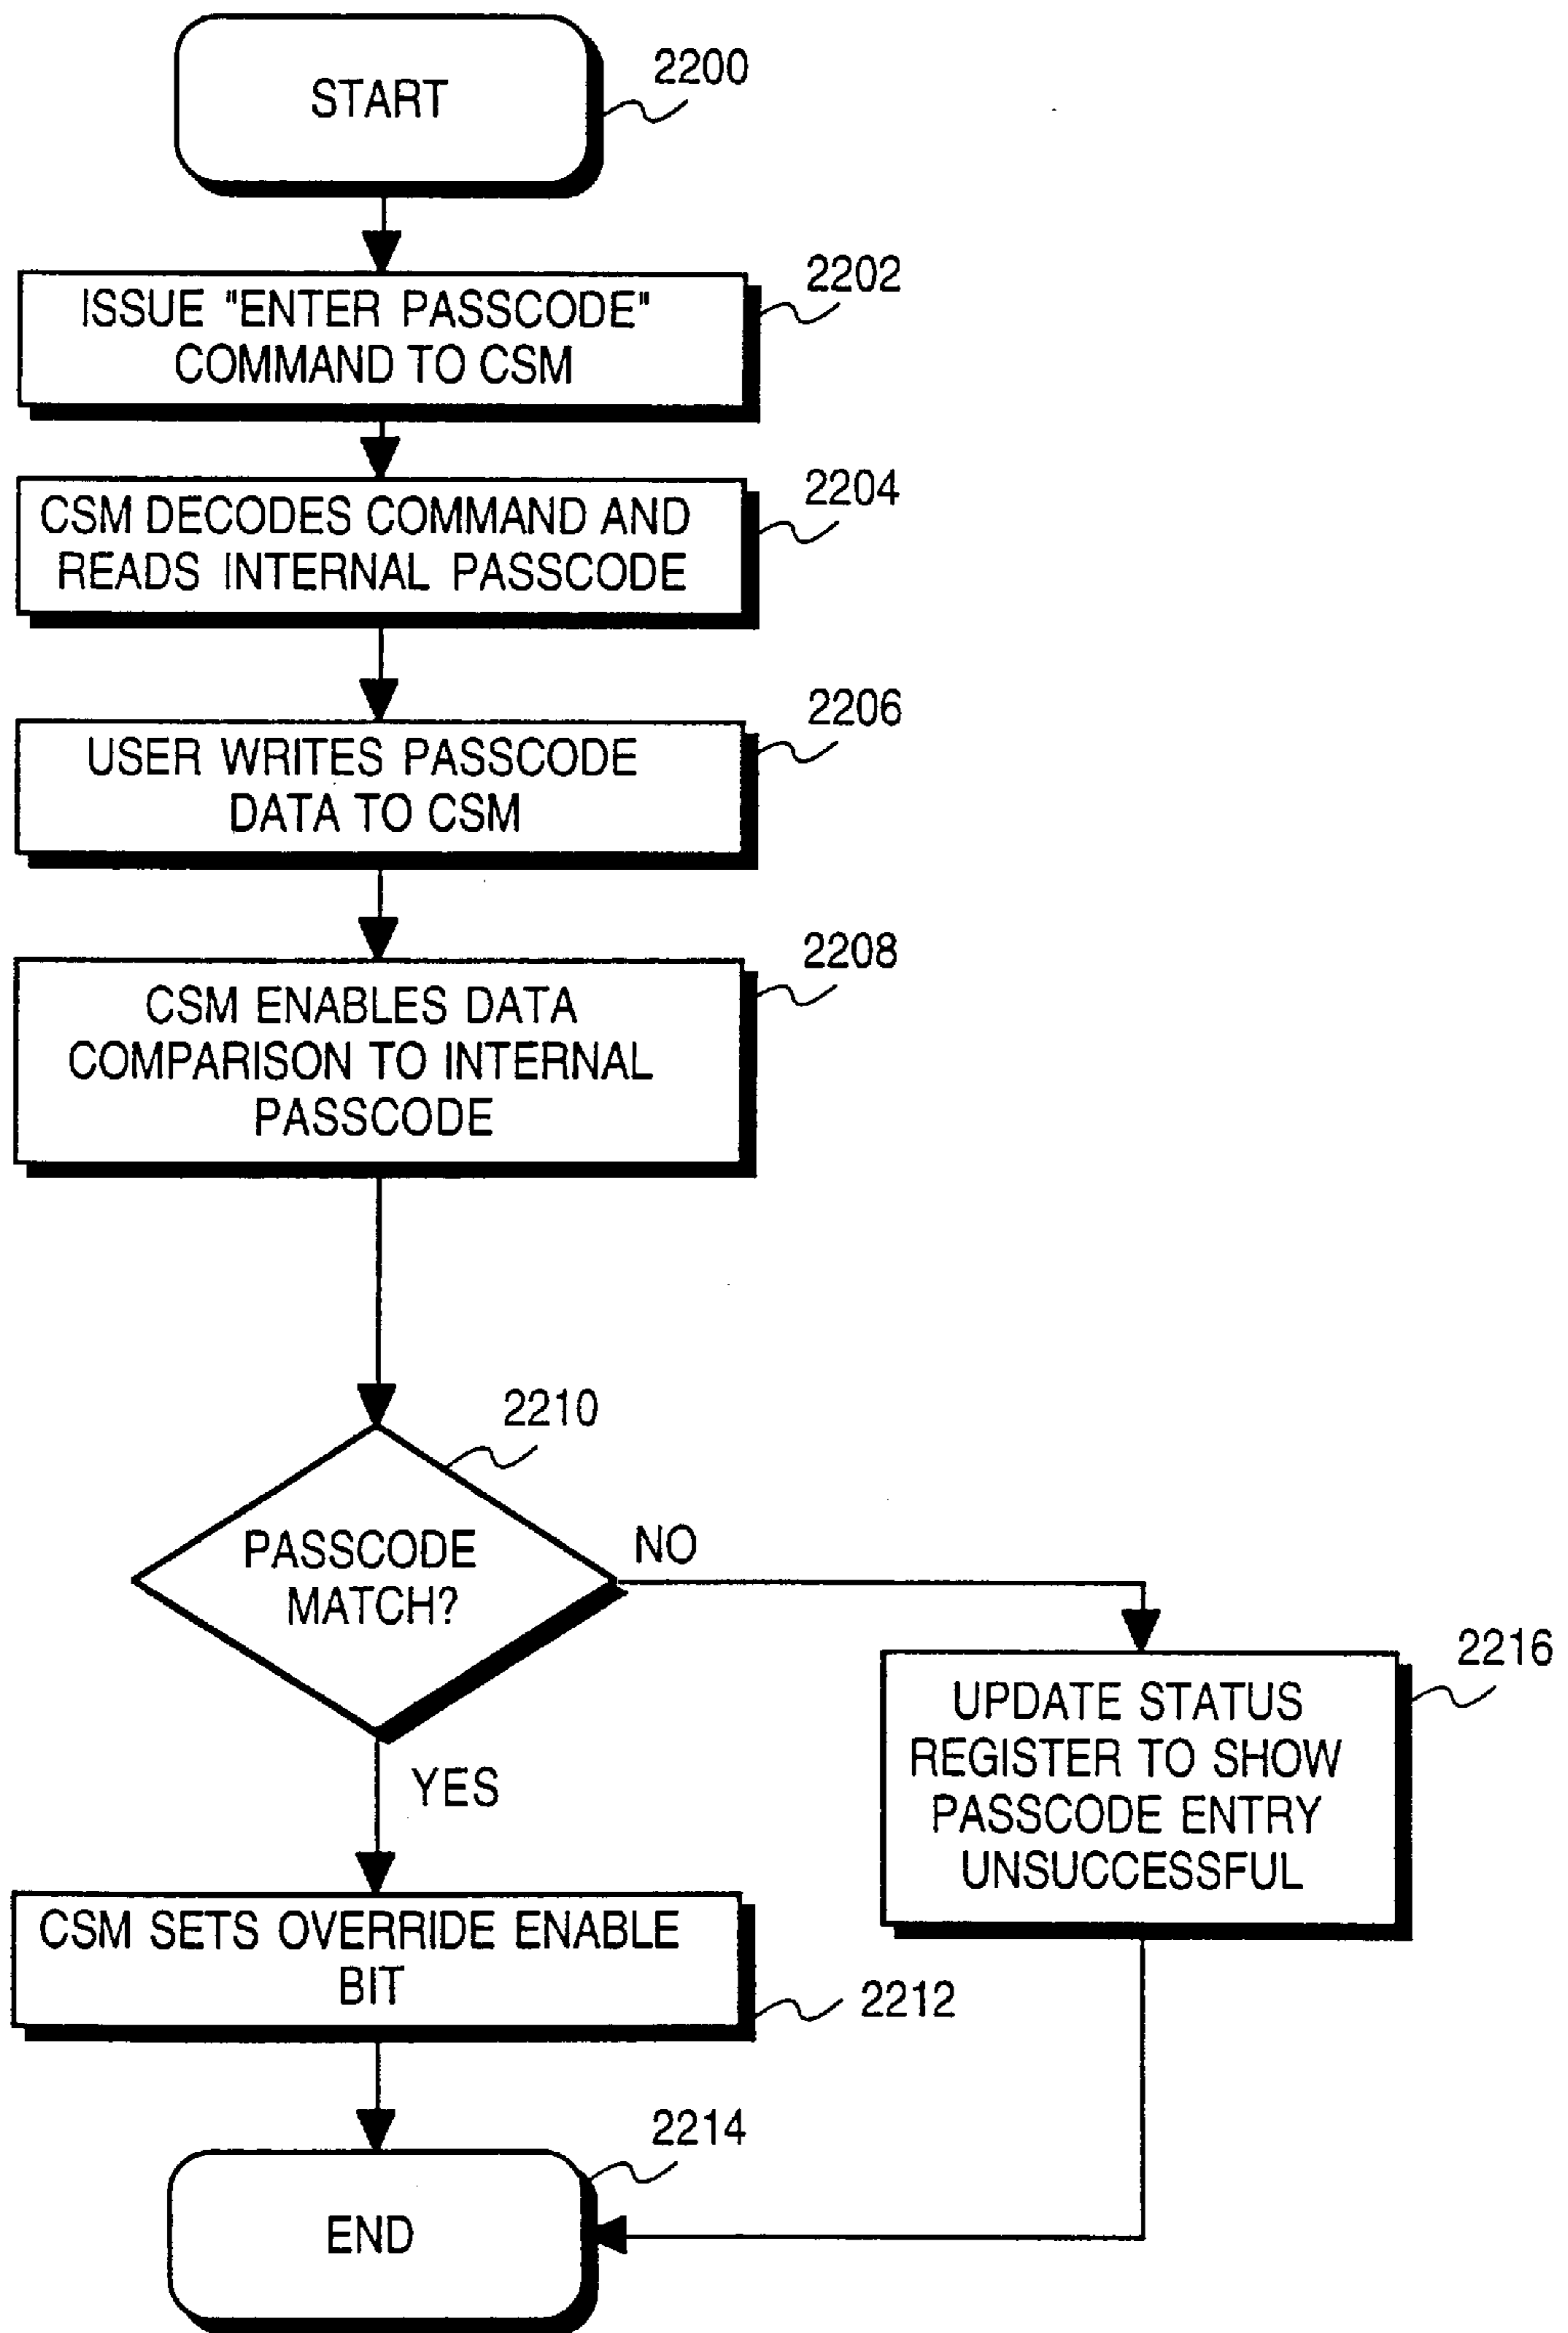 START
2200
ISSUE "ENTER PASSCODE"
COMMAND TO CSM
2202
CSM DECODES COMMAND AND
READS INTERNAL PASSCODE
2204
USER WRITES PASSCODE
DATA TO CSM
2206
CSM ENABLES DATA
COMPARISON TO INTERNAL
PASSCODE
2208
2210
PASSCODE
MATCH?
NO
YES
2216
UPDATE STATUS
REGISTER TO SHOW
PASSCODE ENTRY
UNSUCCESSFUL
CSM SETS OVERRIDE ENABLE
BIT
2212
2214
END